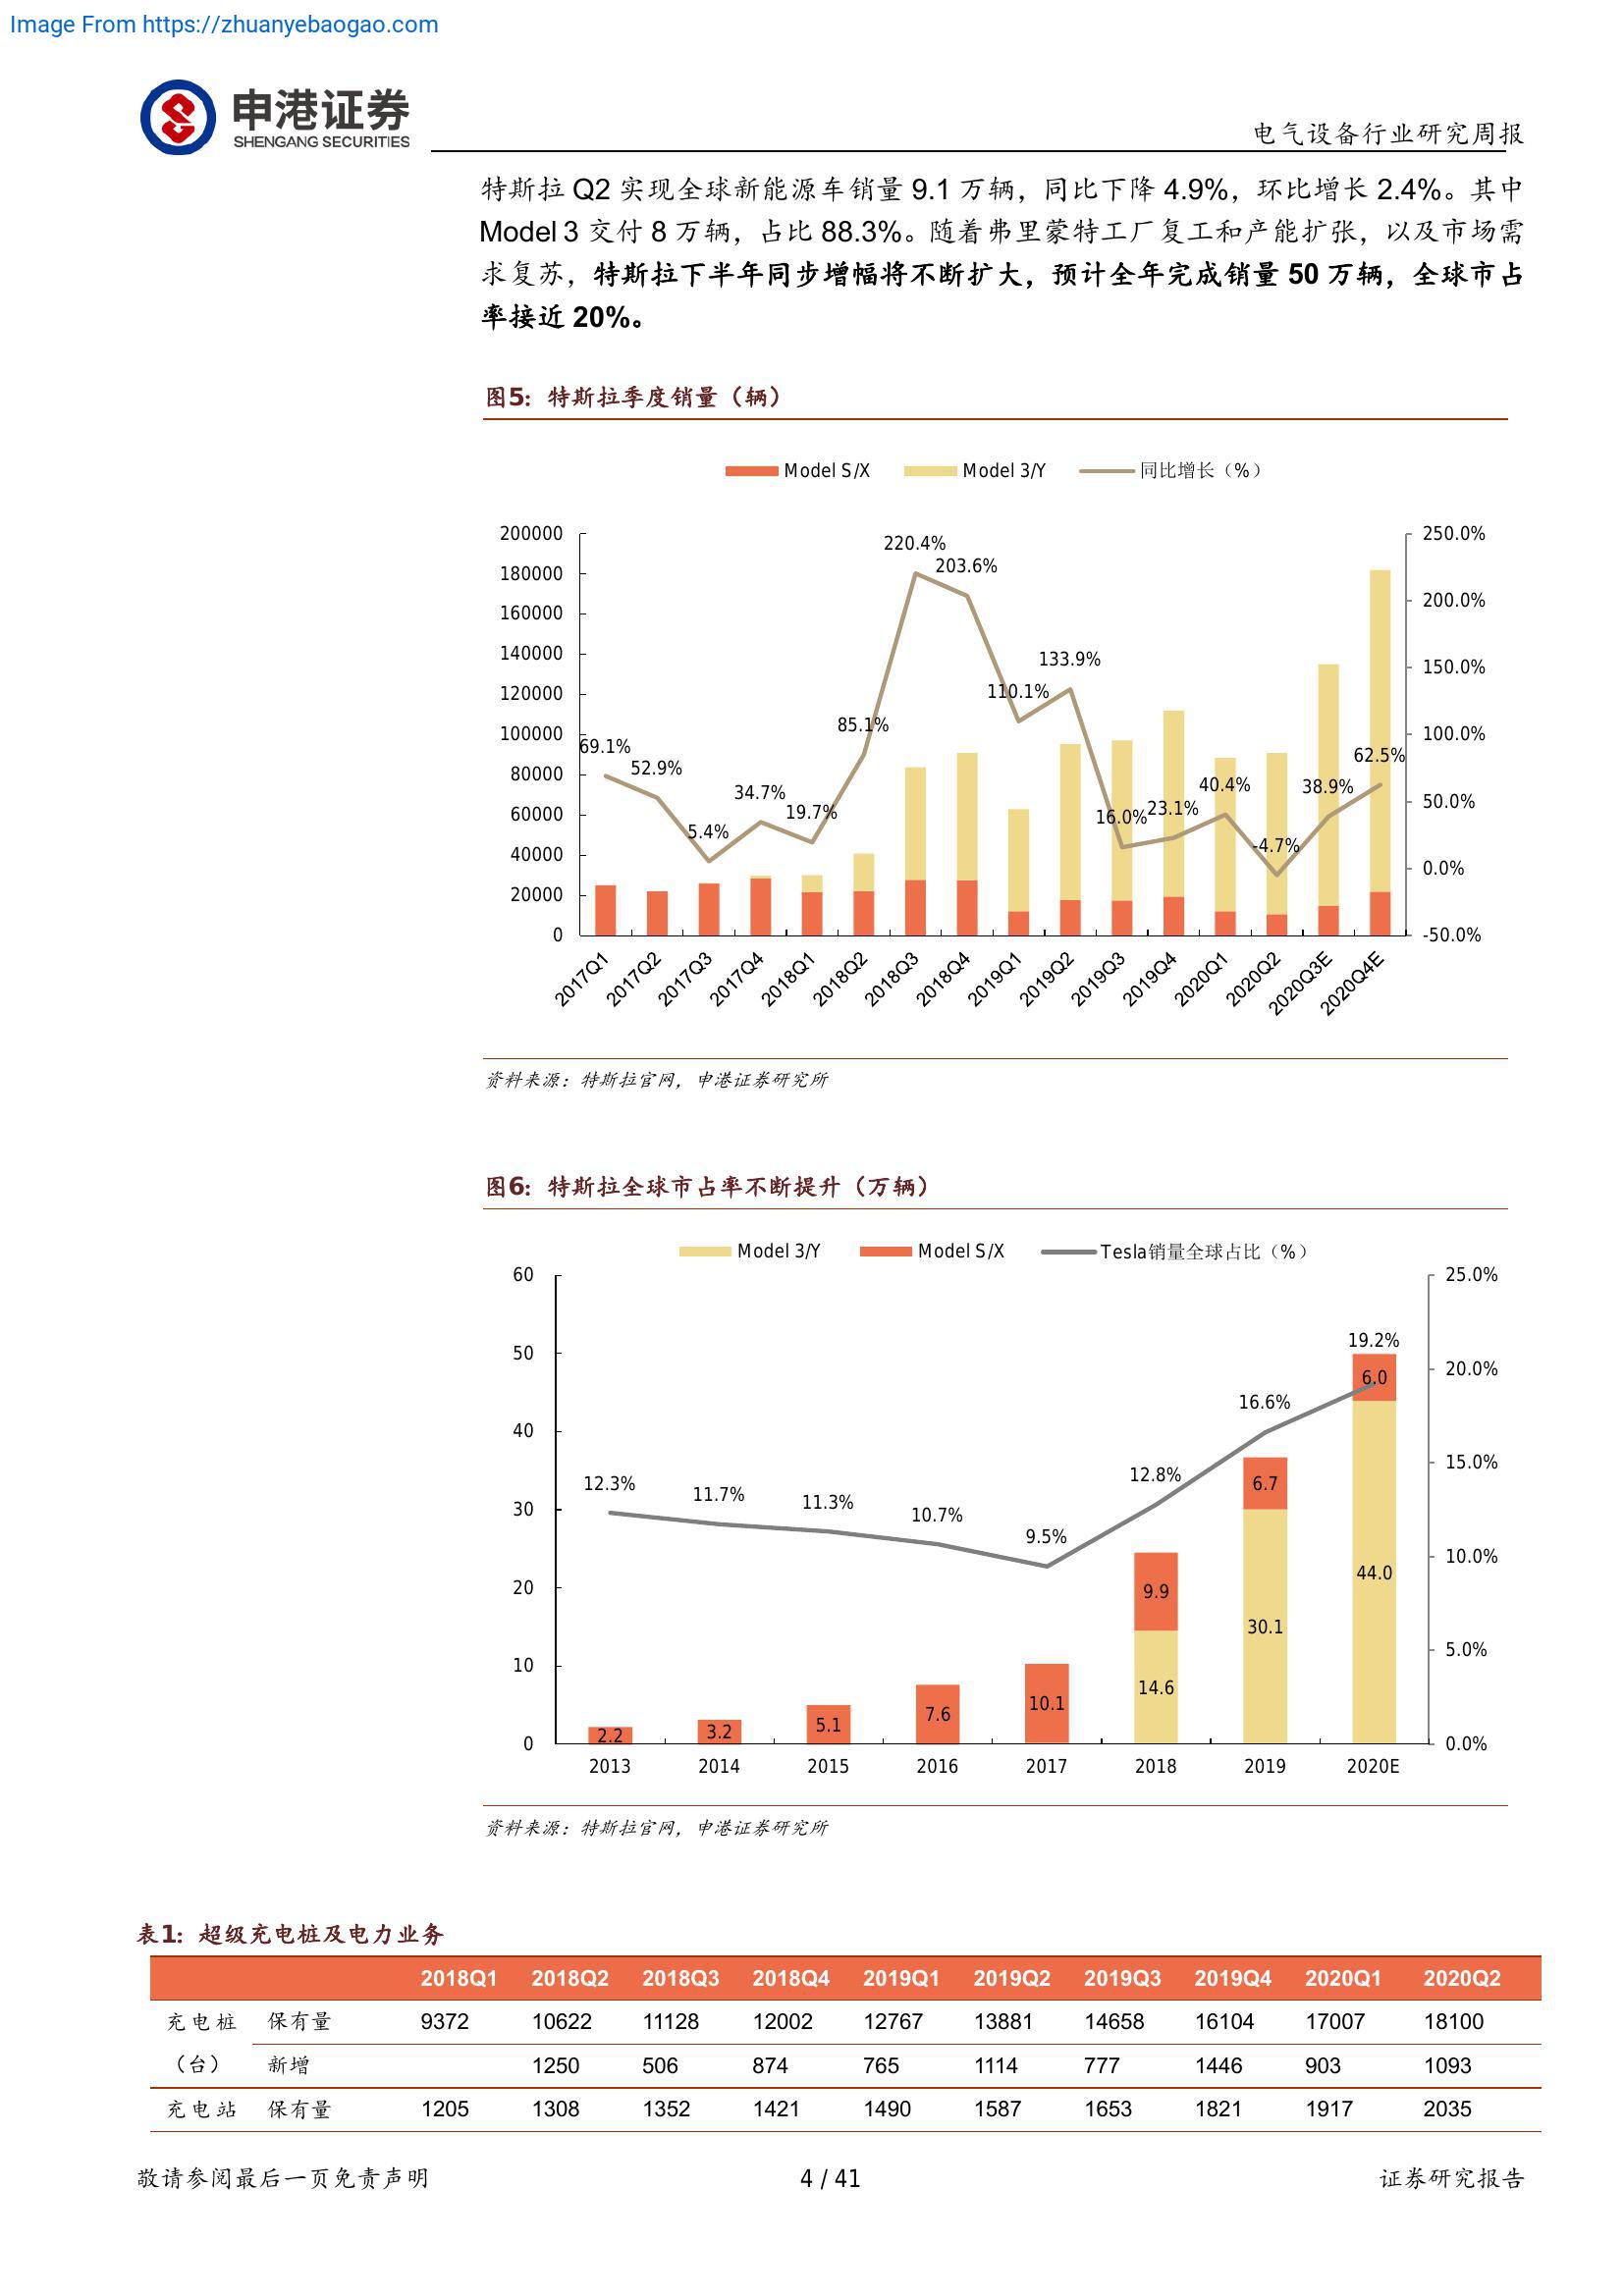 Image From https://zhuanyebaogao.com
申港证券
SHENGANG SECURITIES
电气设备行业研究周报
特斯拉 Q2 实现全球新能源车销量 9.1 万辆，同比下降 4.9%，环比增长 2.4%。其中
Model 3 交付 8 万辆，占比 88.3%。随着弗里蒙特工厂复工和产能扩张，以及市场需
求复苏，特斯拉下半年同步增幅将不断扩大，预计全年完成销量 50 万辆，全球市占
率接近 20%。
图5：特斯拉季度销量（辆）
Model S/X Model 3/Y 同比增长（%）
200000
180000
160000
140000
120000
100000
80000
60000
40000
20000
0
250.0%
200.0%
150.0%
100.0%
50.0%
0.0%
-50.0%
69.1%
52.9%
5.4%
34.7%
19.7%
85.1%
220.4%
203.6%
110.1%
133.9%
16.0%
23.1%
40.4%
-4.7%
38.9%
62.5%
2017Q1
2017Q2
2017Q3
2017Q4
2018Q1
2018Q2
2018Q3
2018Q4
2019Q1
2019Q2
2019Q3
2019Q4
2020Q1
2020Q2
2020Q3E
2020Q4E
资料来源：特斯拉官网，申港证券研究所
图6：特斯拉全球市占率不断提升（万辆）
Model 3/Y Model S/X Tesla销量全球占比（%）
60
50
40
30
20
10
0
25.0%
20.0%
15.0%
10.0%
5.0%
0.0%
12.3%
11.7%
11.3%
10.7%
9.5%
12.8%
16.6%
19.2%
2.2
3.2
5.1
7.6
10.1
9.9
14.6
6.7
30.1
6.0
44.0
2013 2014 2015 2016 2017 2018 2019 2020E
资料来源：特斯拉官网，申港证券研究所
表1：超级充电桩及电力业务
2018Q1 2018Q2 2018Q3 2018Q4 2019Q1 2019Q2 2019Q3 2019Q4 2020Q1 2020Q2
充电桩 保有量 9372 10622 11128 12002 12767 13881 14658 16104 17007 18100
（台） 新增 1250 506 874 765 1114 777 1446 903 1093
充电站 保有量 1205 1308 1352 1421 1490 1587 1653 1821 1917 2035
敬请参阅最后一页免责声明 4 / 41 证券研究报告